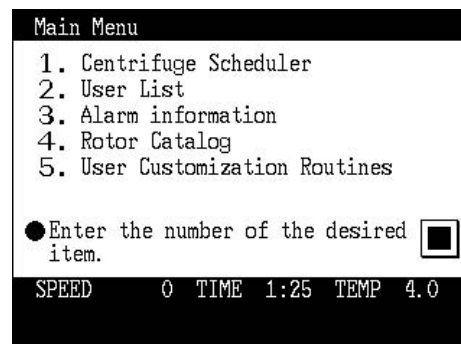 Main Menu
1. Centrifuge Scheduler
2. User List
3. Alarm information
4. Rotor Catalog
5. User Customization Routines
Enter the number of the desired
item.
SPEED 0 TIME 1:25 TEMP 4.0